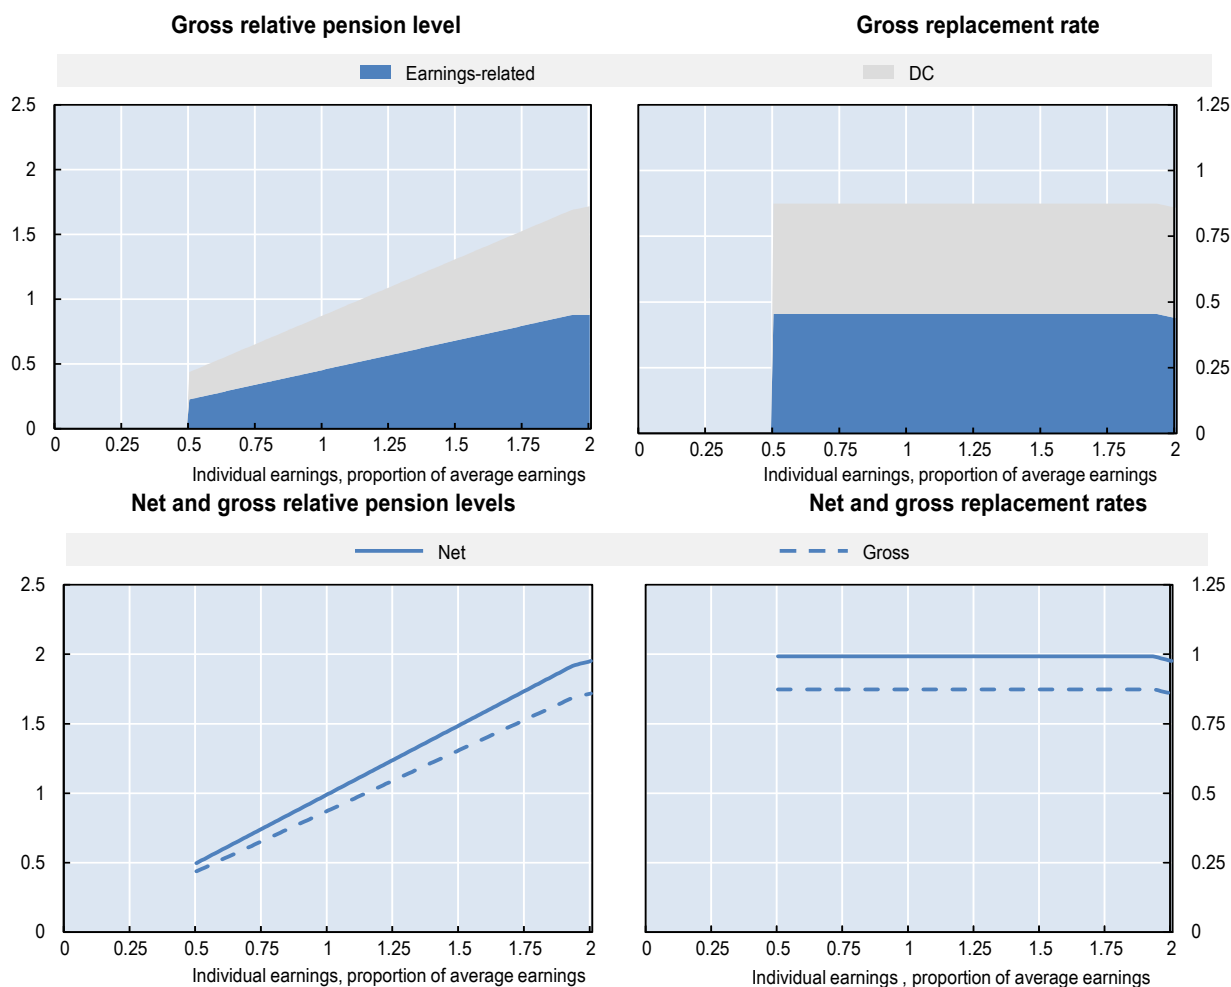 Gross relative pension level
Gross replacement rate
Earnings-related
DC
2.5
2
1.5
1
0.5
0
0 0.25 0.5 0.75 1 1.25 1.5 1.75 2
Individual earnings, proportion of average earnings
1.25
1
0.75
0.5
0.25
0
0 0.25 0.5 0.75 1 1.25 1.5 1.75 2
Individual earnings, proportion of average earnings
Net and gross relative pension levels
Net and gross replacement rates
Net
Gross
2.5
2
1.5
1
0.5
0
0 0.25 0.5 0.75 1 1.25 1.5 1.75 2
Individual earnings, proportion of average earnings
1.25
1
0.75
0.5
0.25
0
0 0.25 0.5 0.75 1 1.25 1.5 1.75 2
Individual earnings , proportion of average earnings